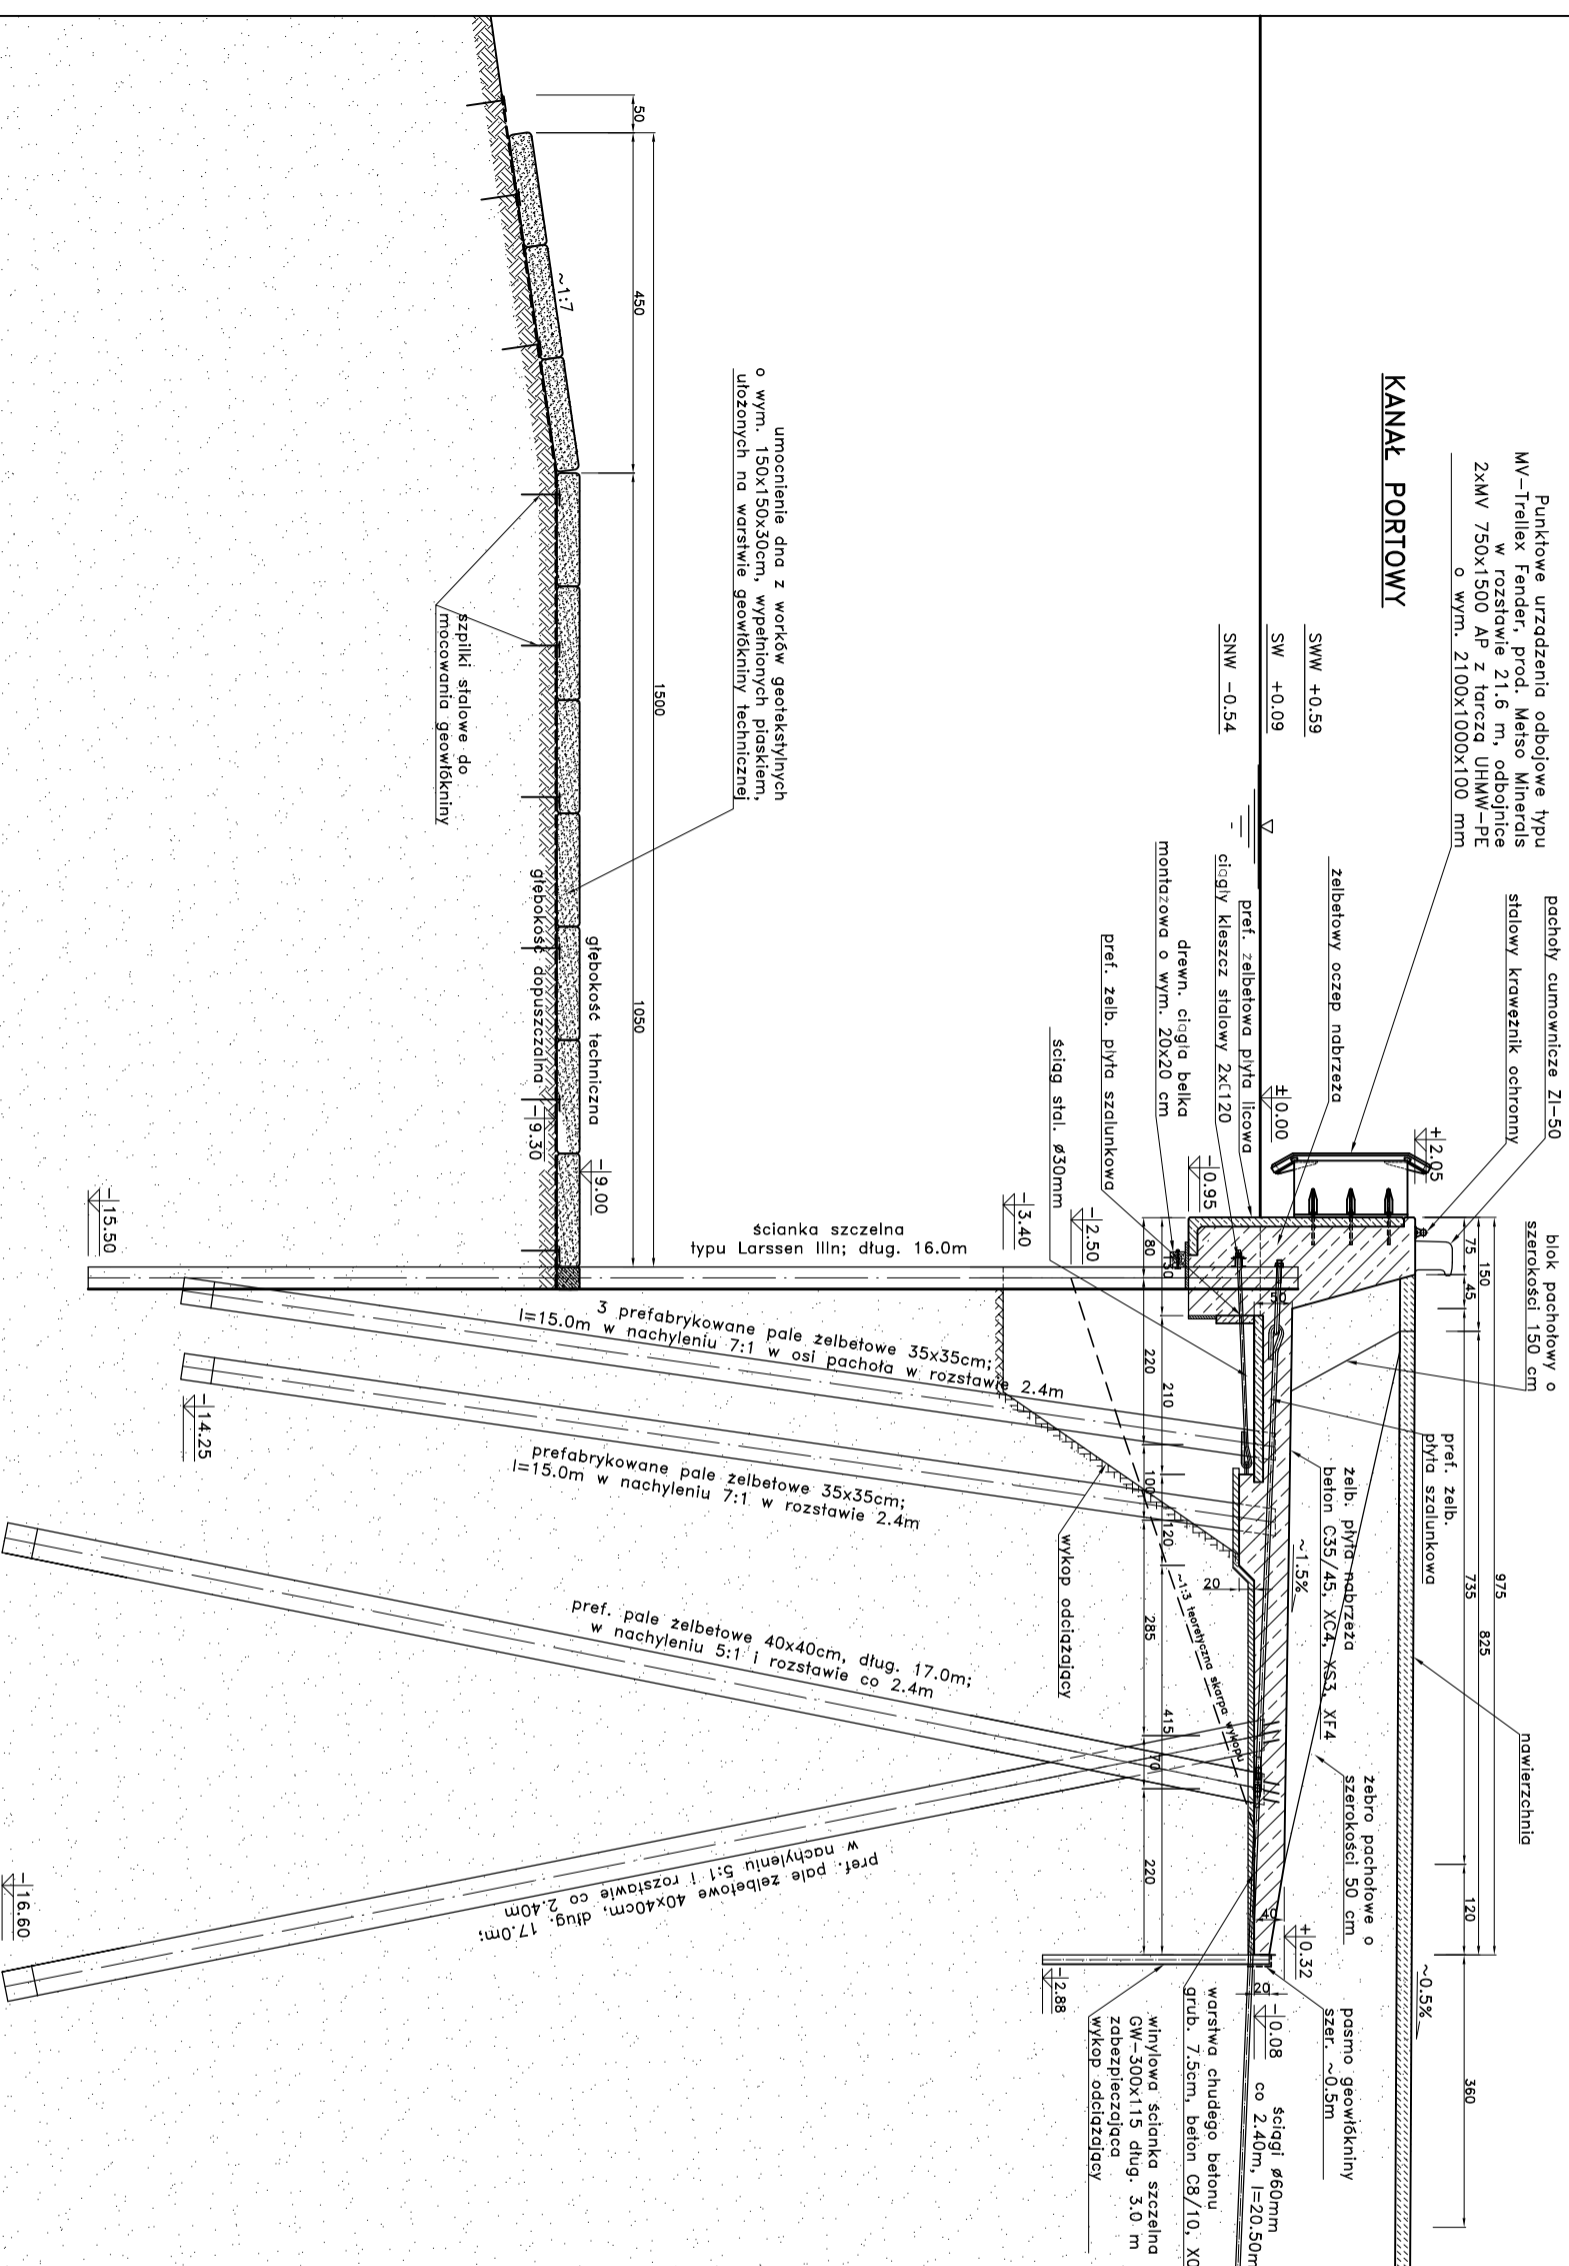 Punktowe urządzenia odbojowe typu
MV-Trellex Fender, prod. Metso Minerals
w rozstawie 21.6 m, odbojnice
2xMV 750x1500 AP z tarczą UHMW-PE
o wym. 2100x1000x100 mm
KANAŁ PORTOWY
SWW +0.59
SW +0.09
SNW -0.54
pachoły cumownicze ZI-50
stalowy krawężnik ochronny
żelbetowy oczep nabrzeża
pref. żelbetowa płyta licowa
ciągły kleszcz stalowy 2x[120
drewn. ciągła belka
montażowa o wym. 20x20 cm
pref. żelb. płyta szalunkowa
ściąg stal. ø30mm
+2.05
±0.00
-0.95
-2.50
-3.40
blok pachołowy o
szerokości 150 cm
pref. żelb.
płyta szalunkowa
żelb. płyta nabrzeża
beton C35/45, XC4, XS3, XF4
~1.5%
nawierzchnia
żebro pachołowe o
szerokości 50 cm
975
150
825
75
45
735
120
360
~0.5%
+0.32
pasmo geowłókniny
szer. ~0.5m
-0.08
ściągi ø60mm
co 2.40m, l=20.50m
warstwa chudego betonu
grub. 7.5cm, beton C8/10, X0
winylowa ścianka szczelna
GW-300x1.15 dług. 3.0 m
zabezpieczająca
wykop odciążający
-2.88
40
20
20
50
130
210
120
415
80
220
100
285
70
220
~1:3 teoretyczna skarpa wykopu
wykop odciążający
50
450
1500
1050
~1:7
umocnienie dna z worków geotekstylnych
o wym. 150x150x30cm, wypełnionych piaskiem,
ułożonych na warstwie geowłókniny technicznej
szpilki stalowe do
mocowania geowłókniny
głębokość techniczna
-9.00
głębokość dopuszczalna
-9.30
ścianka szczelna
typu Larssen IIIn; dług. 16.0m
-15.50
3 prefabrykowane pale żelbetowe 35x35cm;
l=15.0m w nachyleniu 7:1 w osi pachoła w rozstawie 2.4m
prefabrykowane pale żelbetowe 35x35cm;
l=15.0m w nachyleniu 7:1 w rozstawie 2.4m
-14.25
pref. pale żelbetowe 40x40cm, dług. 17.0m;
w nachyleniu 5:1 i rozstawie co 2.4m
pref. pale żelbetowe 40x40cm, dług. 17.0m;
w nachyleniu 5:1 i rozstawie co 2.40m
-16.60